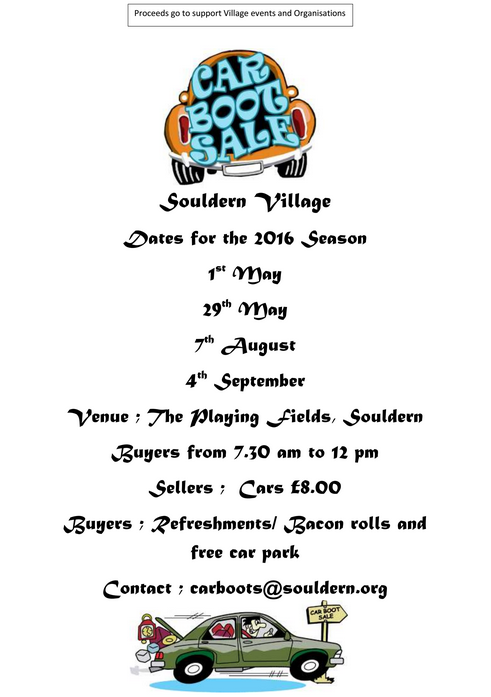 Proceeds go to support Village events and Organisations
CAR
BOOT
SALE
Souldern Village
Dates for the 2016 Season
1st May
29th May
7th August
4th September
Venue ; The Playing Fields, Souldern
Buyers from 7.30 am to 12 pm
Sellers ; Cars £8.00
Buyers ; Refreshments/ Bacon rolls and
free car park
Contact ; carboots@souldern.org
CAR BOOT
SALE